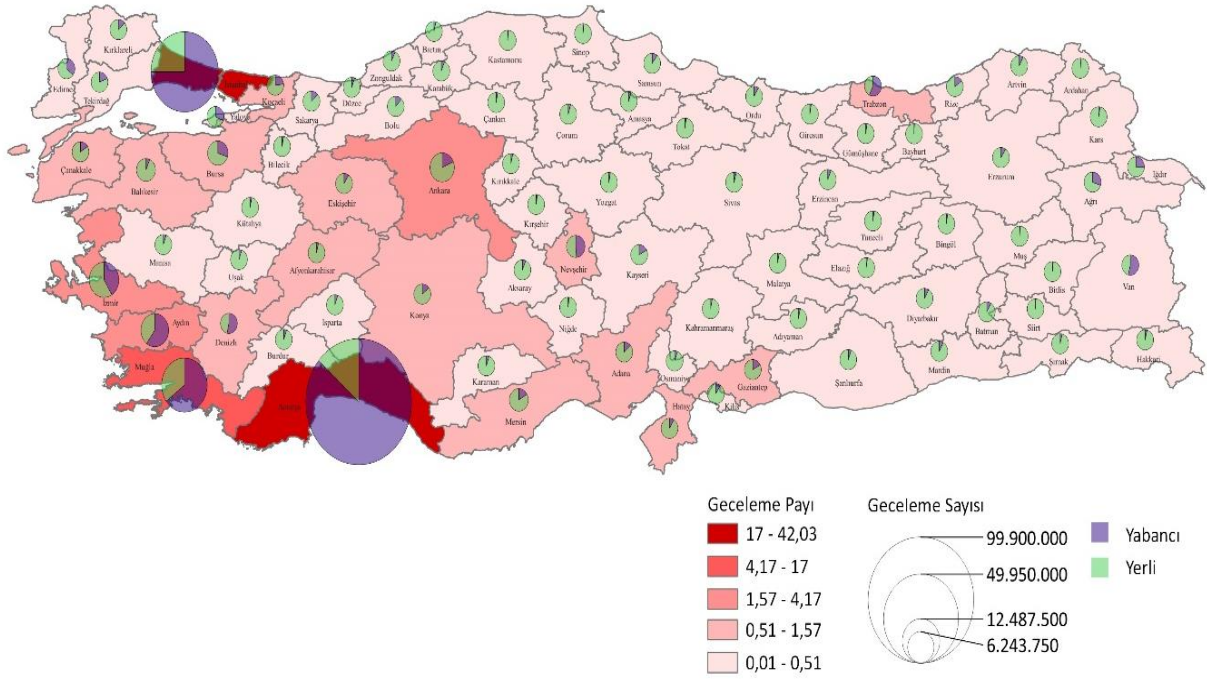 Kırklareli
Edirne
Tekirdağ
İstanbul
Kocaeli
Yalova
Sakarya
Düzce
Zonguldak
Bartın
Karabük
Kastamonu
Sinop
Samsun
Bolu
Çankırı
Çorum
Amasya
Tokat
Ordu
Giresun
Trabzon
Rize
Artvin
Ardahan
Kars
Gümüşhane
Bayburt
Erzurum
Iğdır
Ağrı
Çanakkale
Balıkesir
Bursa
Bilecik
Eskişehir
Ankara
Kırıkkale
Kırşehir
Yozgat
Sivas
Erzincan
Tunceli
Bingöl
Muş
Bitlis
Van
Kütahya
Manisa
Uşak
Afyonkarahisar
İzmir
Aydın
Denizli
Muğla
Burdur
Isparta
Antalya
Konya
Aksaray
Nevşehir
Kayseri
Niğde
Karaman
Mersin
Adana
Osmaniye
Hatay
Kilis
Gaziantep
Kahramanmaraş
Malatya
Elazığ
Adıyaman
Şanlıurfa
Diyarbakır
Mardin
Batman
Siirt
Şırnak
Hakkari
Geceleme Payı
17 - 42,03
4,17 - 17
1,57 - 4,17
0,51 - 1,57
0,01 - 0,51
Geceleme Sayısı
99.900.000
49.950.000
12.487.500
6.243.750
Yabancı
Yerli